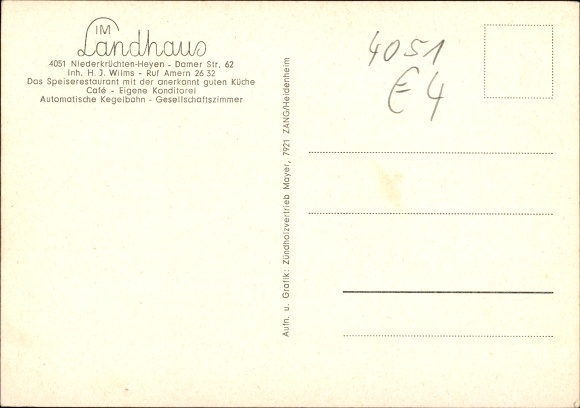 IM
Landhaus
4051 Niederkrüchten-Heyen - Damer Str. 62
Inh. H. J. Wilms - Ruf Amern 26 32
Das Speiserestaurant mit der anerkannt guten Küche
Café - Eigene Konditorei
Automatische Kegelbahn - Gesellschaftszimmer
Aufn. u. Grafik: Zündholzvertrieb Mayer, 7921 ZANG/Heidenheim
4051
E 4